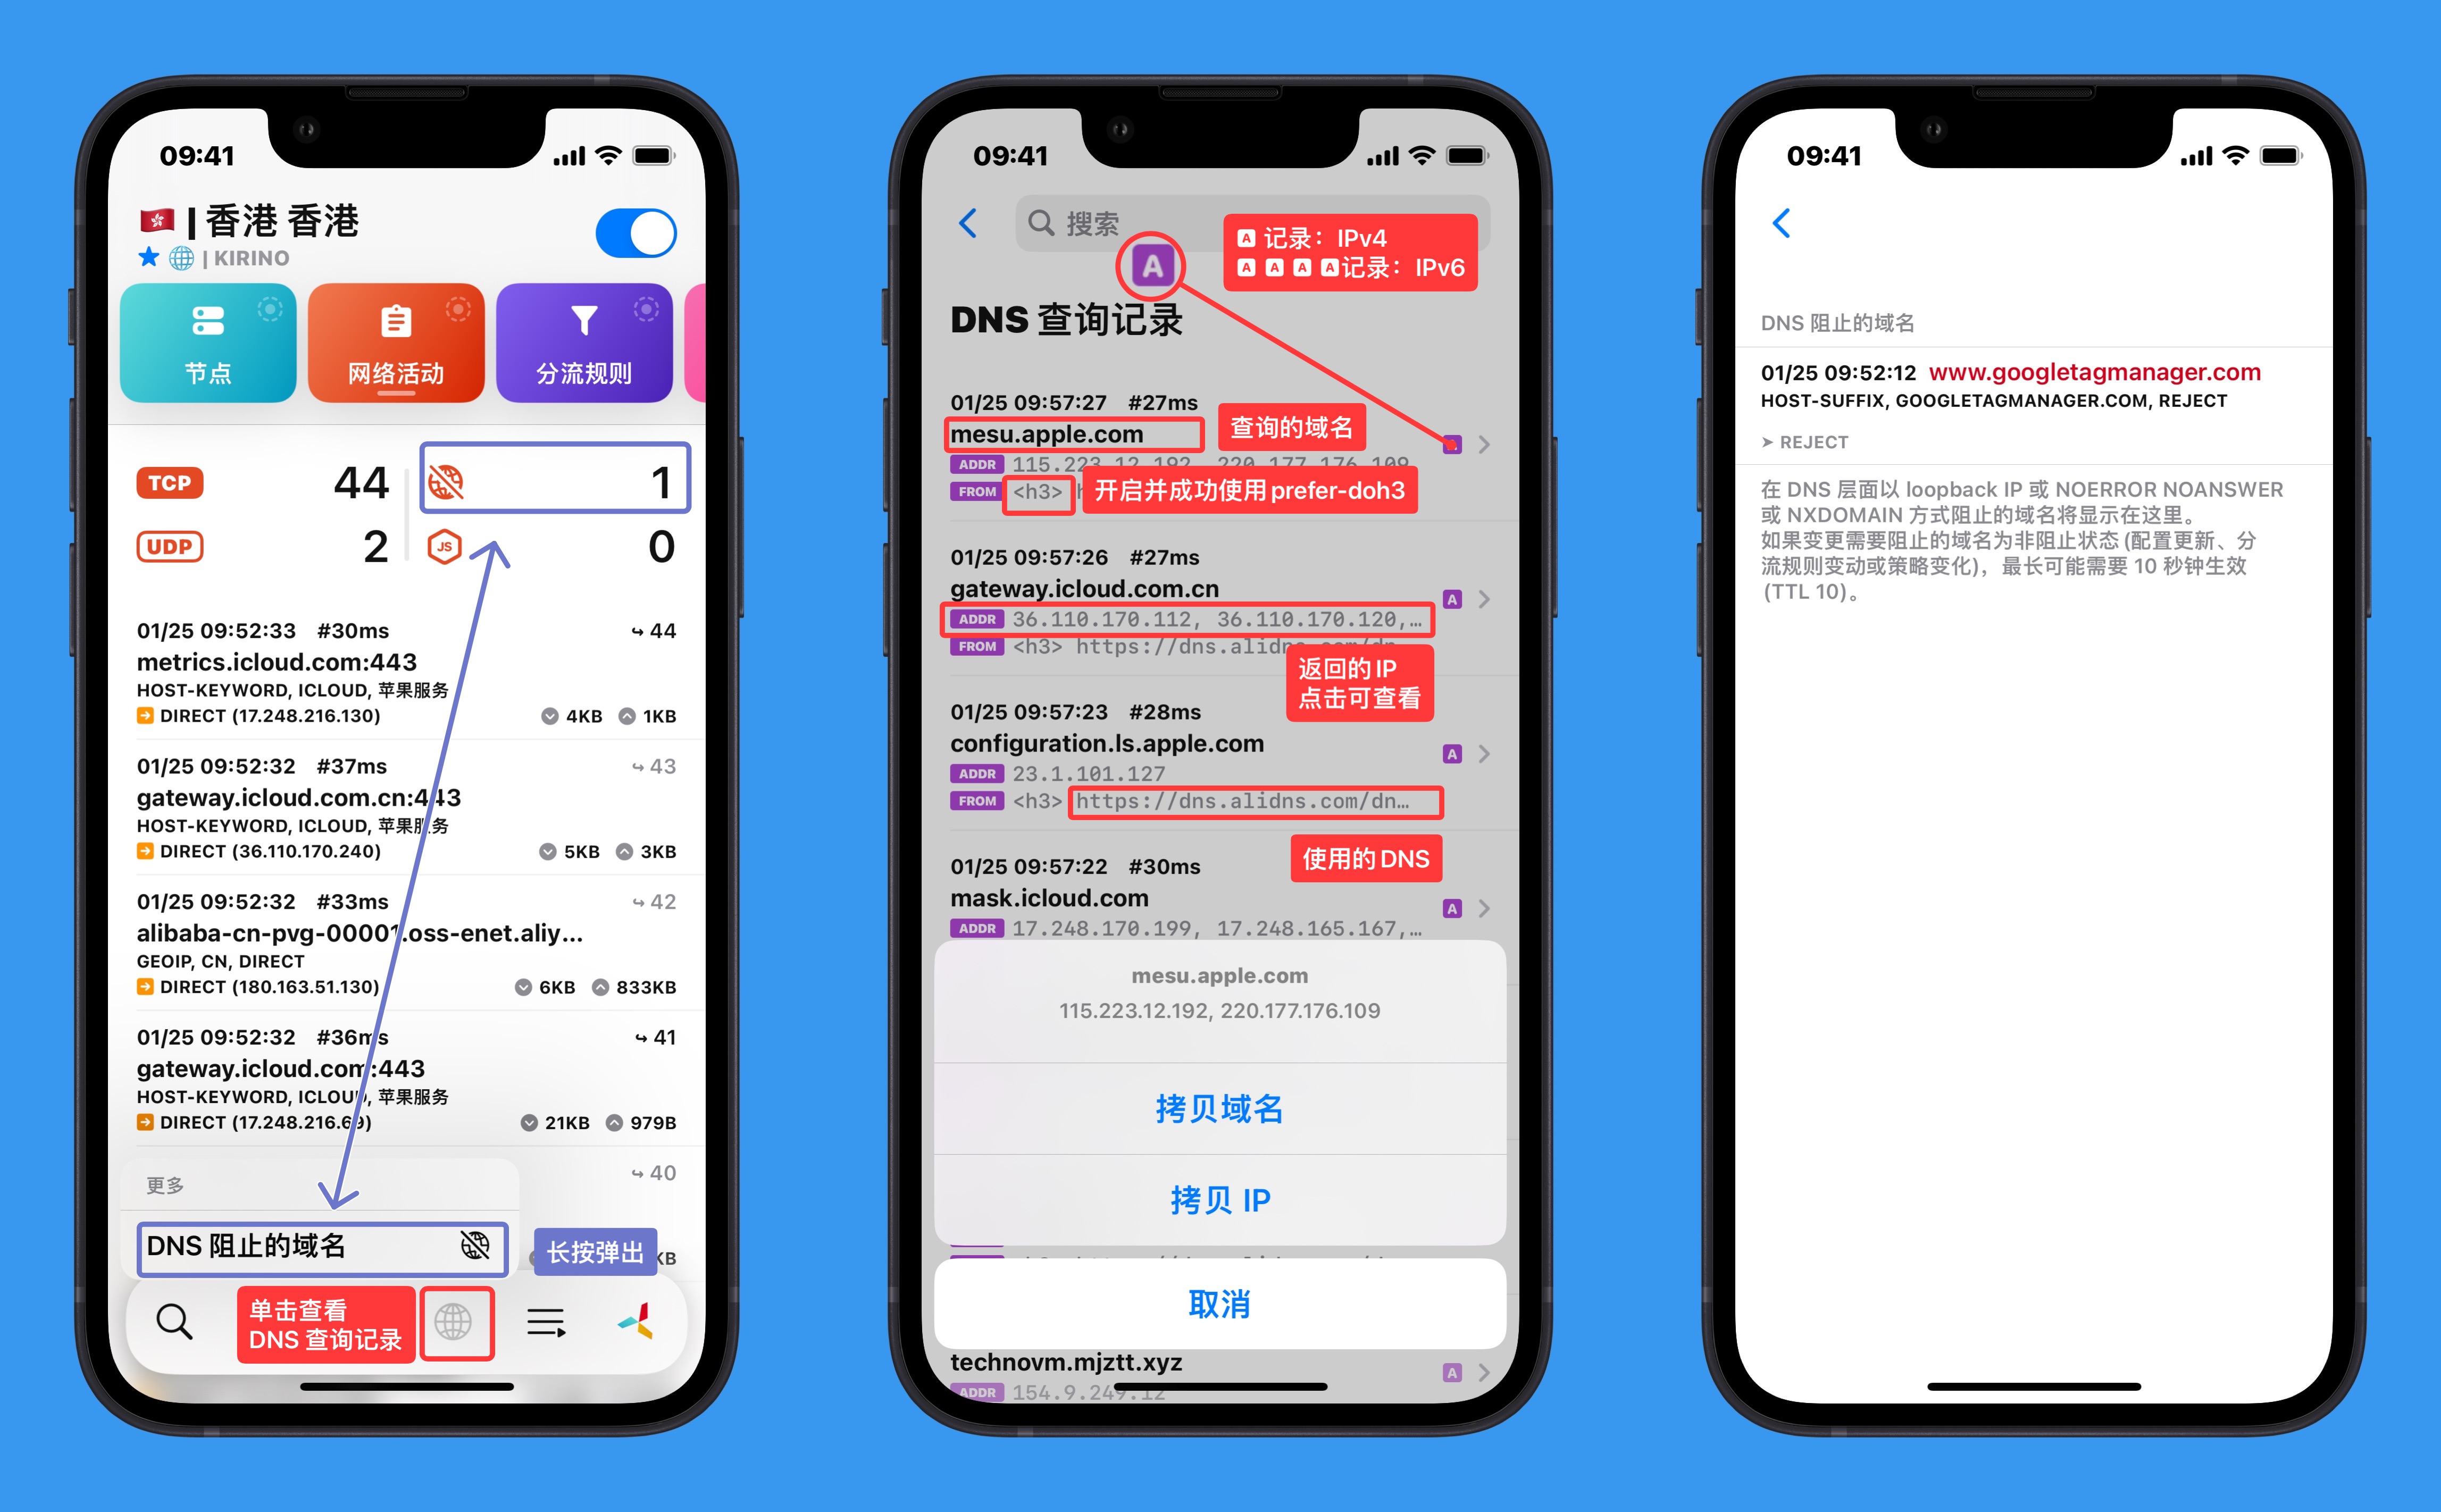 09:41
| 香港 香港
| KIRINO
节点
网络活动
分流规则
TCP
44
1
UDP
2
JS
0
01/25 09:52:33 #30ms
44
metrics.icloud.com:443
HOST-KEYWORD, ICLOUD, 苹果服务
DIRECT (17.248.216.130)
4KB
1KB
01/25 09:52:32 #37ms
43
gateway.icloud.com.cn:443
HOST-KEYWORD, ICLOUD, 苹果服务
DIRECT (36.110.170.240)
5KB
3KB
01/25 09:52:32 #33ms
42
alibaba-cn-pvg-00001.oss-enet.aliy...
GEOIP, CN, DIRECT
DIRECT (180.163.51.130)
6KB
833KB
01/25 09:52:32 #36ms
41
gateway.icloud.com:443
HOST-KEYWORD, ICLOUD, 苹果服务
DIRECT (17.248.216.69)
21KB
979B
40
更多
DNS 阻止的域名
长按弹出
KB
单击查看
DNS 查询记录
09:41
搜索
A
A 记录：IPv4
A A A A记录：IPv6
DNS 查询记录
01/25 09:57:27 #27ms
mesu.apple.com
查询的域名
ADDR 115.223.12.192, 220.177.176.109
FROM <h3> h
开启并成功使用prefer-doh3
01/25 09:57:26 #27ms
gateway.icloud.com.cn
A
ADDR 36.110.170.112, 36.110.170.120,…
FROM <h3> https://dns.alidns.com/dn
返回的IP
点击可查看
01/25 09:57:23 #28ms
configuration.ls.apple.com
A
ADDR 23.1.101.127
FROM <h3> https://dns.alidns.com/dn…
使用的DNS
01/25 09:57:22 #30ms
mask.icloud.com
A
ADDR 17.248.170.199, 17.248.165.167,…
mesu.apple.com
115.223.12.192, 220.177.176.109
拷贝域名
拷贝 IP
取消
technovm.mjztt.xyz
A
ADDR 154.9.249.12
09:41
DNS 阻止的域名
01/25 09:52:12 www.googletagmanager.com
HOST-SUFFIX, GOOGLETAGMANAGER.COM, REJECT
➤ REJECT
在 DNS 层面以 loopback IP 或 NOERROR NOANSWER
或 NXDOMAIN 方式阻止的域名将显示在这里。
如果变更需要阻止的域名为非阻止状态 (配置更新、分
流规则变动或策略变化)，最长可能需要 10 秒钟生效
(TTL 10)。